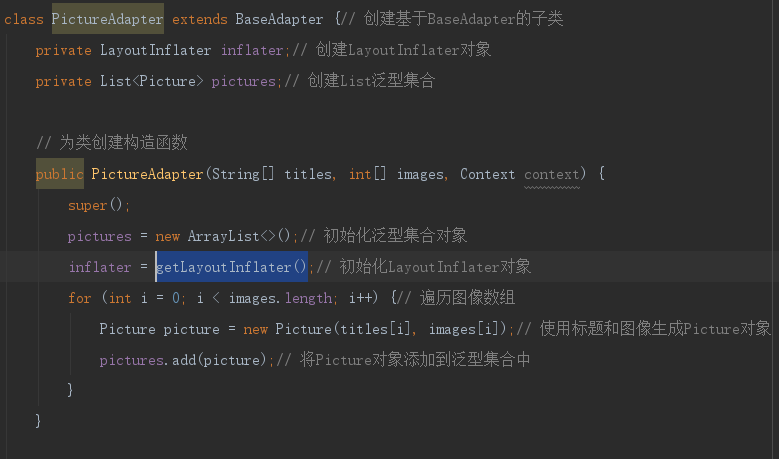 class PictureAdapter extends BaseAdapter {// 创建基于BaseAdapter的子类
    private LayoutInflater inflater;// 创建LayoutInflater对象
    private List<Picture> pictures;// 创建List泛型集合

    // 为类创建构造函数
    public PictureAdapter(String[] titles, int[] images, Context context) {
        super();
        pictures = new ArrayList<>();// 初始化泛型集合对象
        inflater = getLayoutInflater();// 初始化LayoutInflater对象
        for (int i = 0; i < images.length; i++) {// 遍历图像数组
            Picture picture = new Picture(titles[i], images[i]);// 使用标题和图像生成Picture对象
            pictures.add(picture);// 将Picture对象添加到泛型集合中
        }
    }